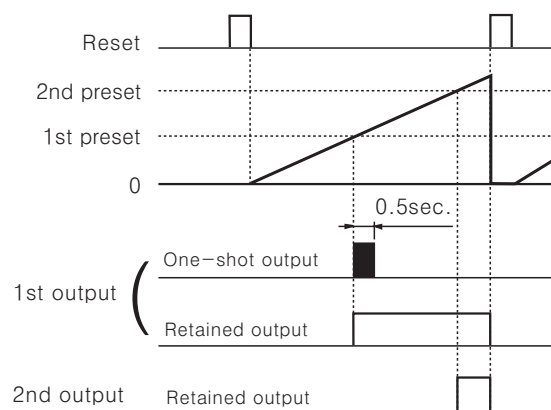 Reset
2nd preset
1st preset
0
0.5sec.
One-shot output
1st output
Retained output
2nd output Retained output